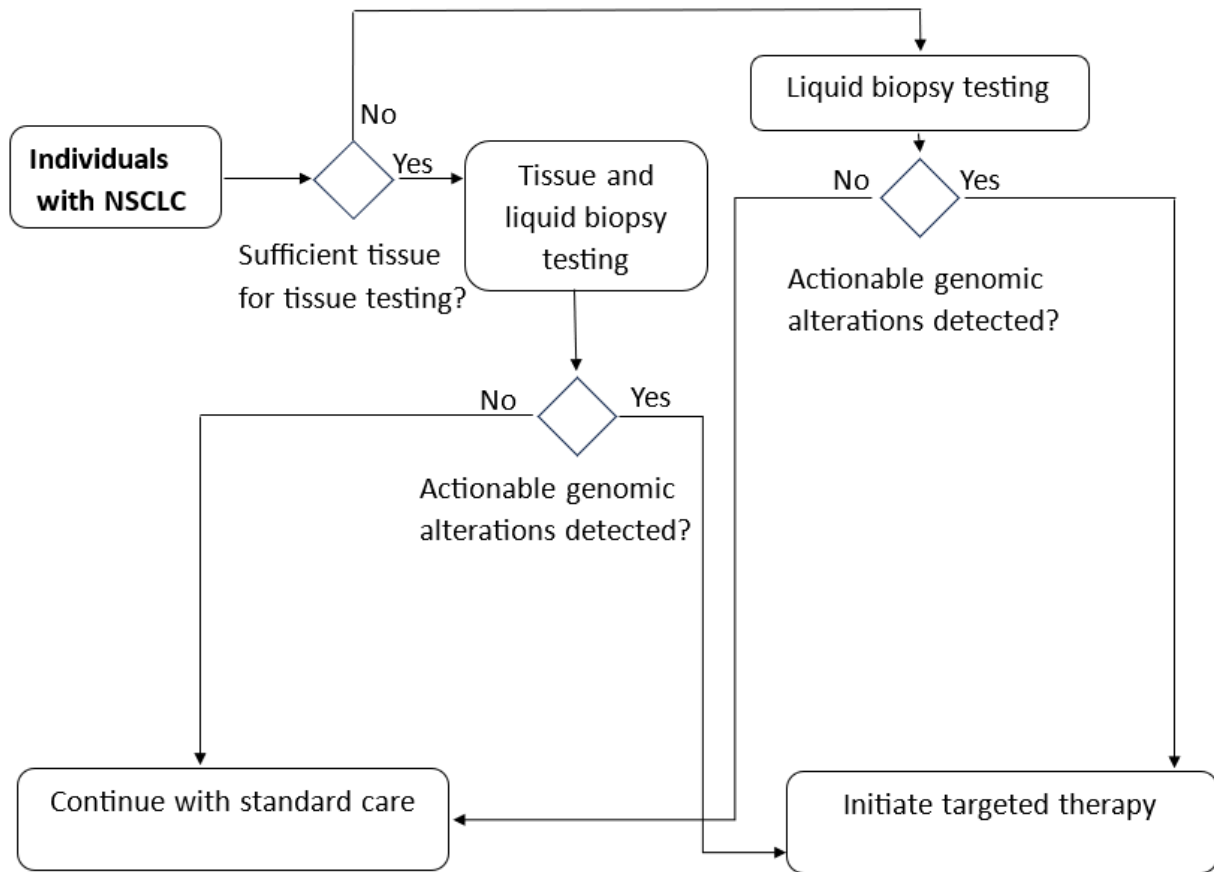 Liquid biopsy testing
No
Individuals
with NSCLC
Yes
Tissue and
liquid biopsy
testing
No
Yes
Sufficient tissue
for tissue testing?
Actionable genomic
alterations detected?
No
Yes
Actionable genomic
alterations detected?
Continue with standard care
Initiate targeted therapy